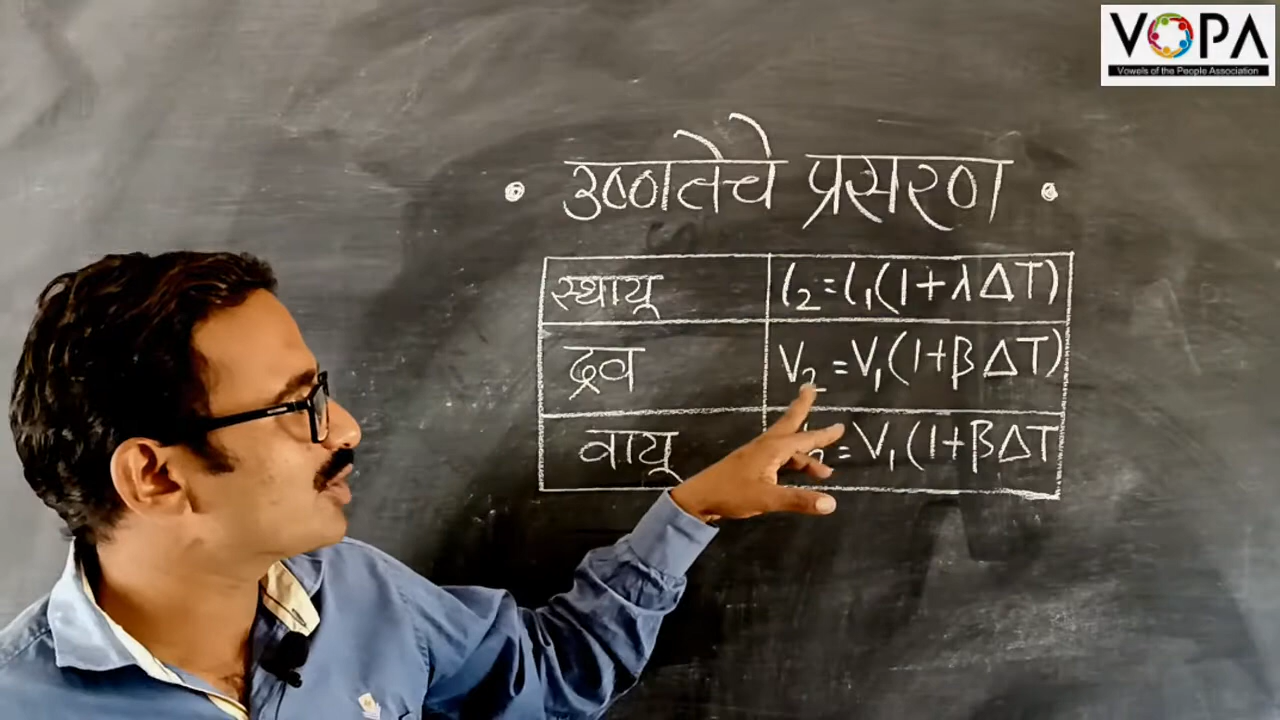 VOPA
Vowels of the People Association
• उष्णतेचे प्रसरण •
स्थायू l₂=l₁(1+λΔT)
द्रव V₂=V₁(1+βΔT)
वायू ₂=V₁(1+βΔT